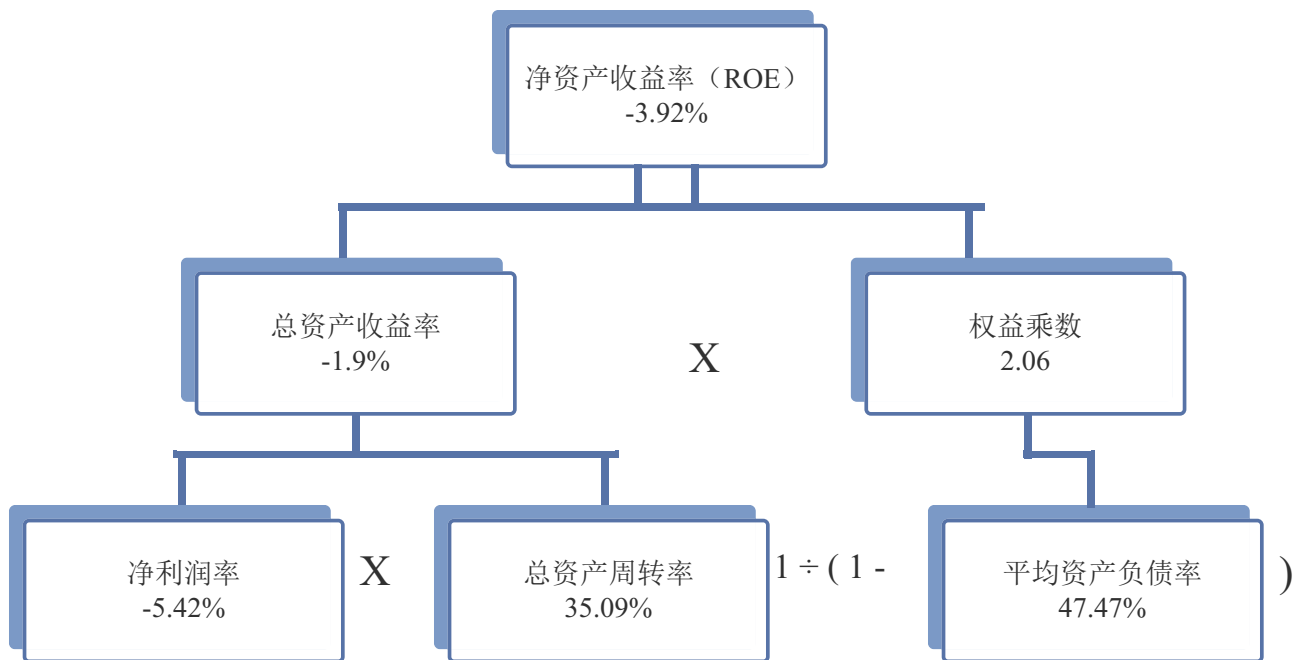 净资产收益率（ROE）
-3.92%
总资产收益率
-1.9%
X
权益乘数
2.06
净利润率
-5.42%
X
总资产周转率
35.09%
1 ÷ ( 1 -
平均资产负债率
47.47%
)